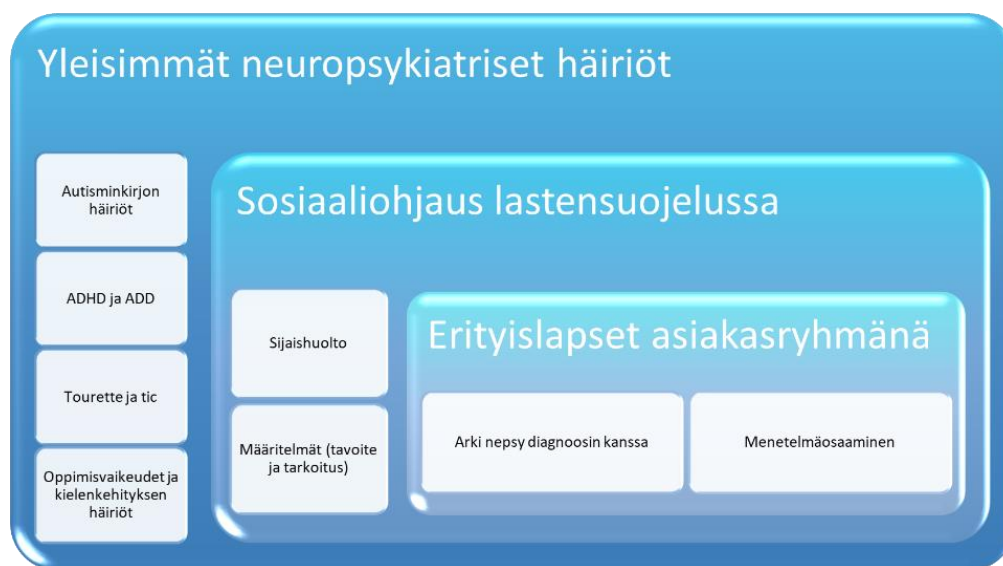 Yleisimmät neuropsykiatriset häiriöt
Autisminkirjon
häiriöt
ADHD ja ADD
Tourette ja tic
Oppimisvaikeudet ja
kielenkehityksen
häiriöt
Sosiaaliohjaus lastensuojelussa
Sijaishuolto
Määritelmät (tavoite
ja tarkoitus)
Erityislapset asiakasryhmänä
Arki nepsy diagnoosin kanssa
Menetelmäosaaminen